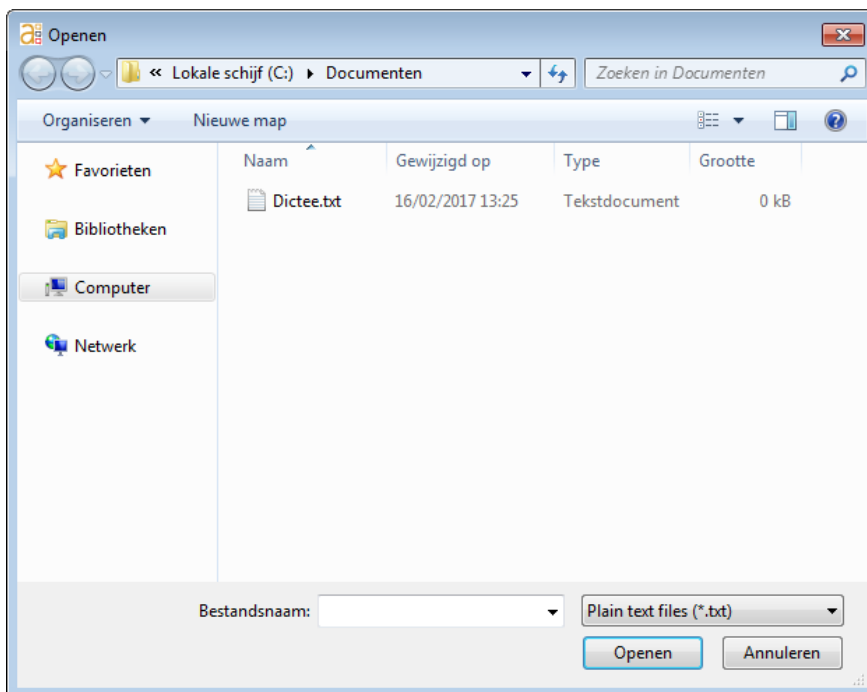 Openen
« Lokale schijf (C:) Documenten Zoeken in Documenten
Organiseren Nieuwe map
Favorieten
Bibliotheken
Computer
Netwerk
Naam Gewijzigd op Type Grootte
Dictee.txt 16/02/2017 13:25 Tekstdocument 0 kB
Bestandsnaam: Plain text files (*.txt)
Openen Annuleren